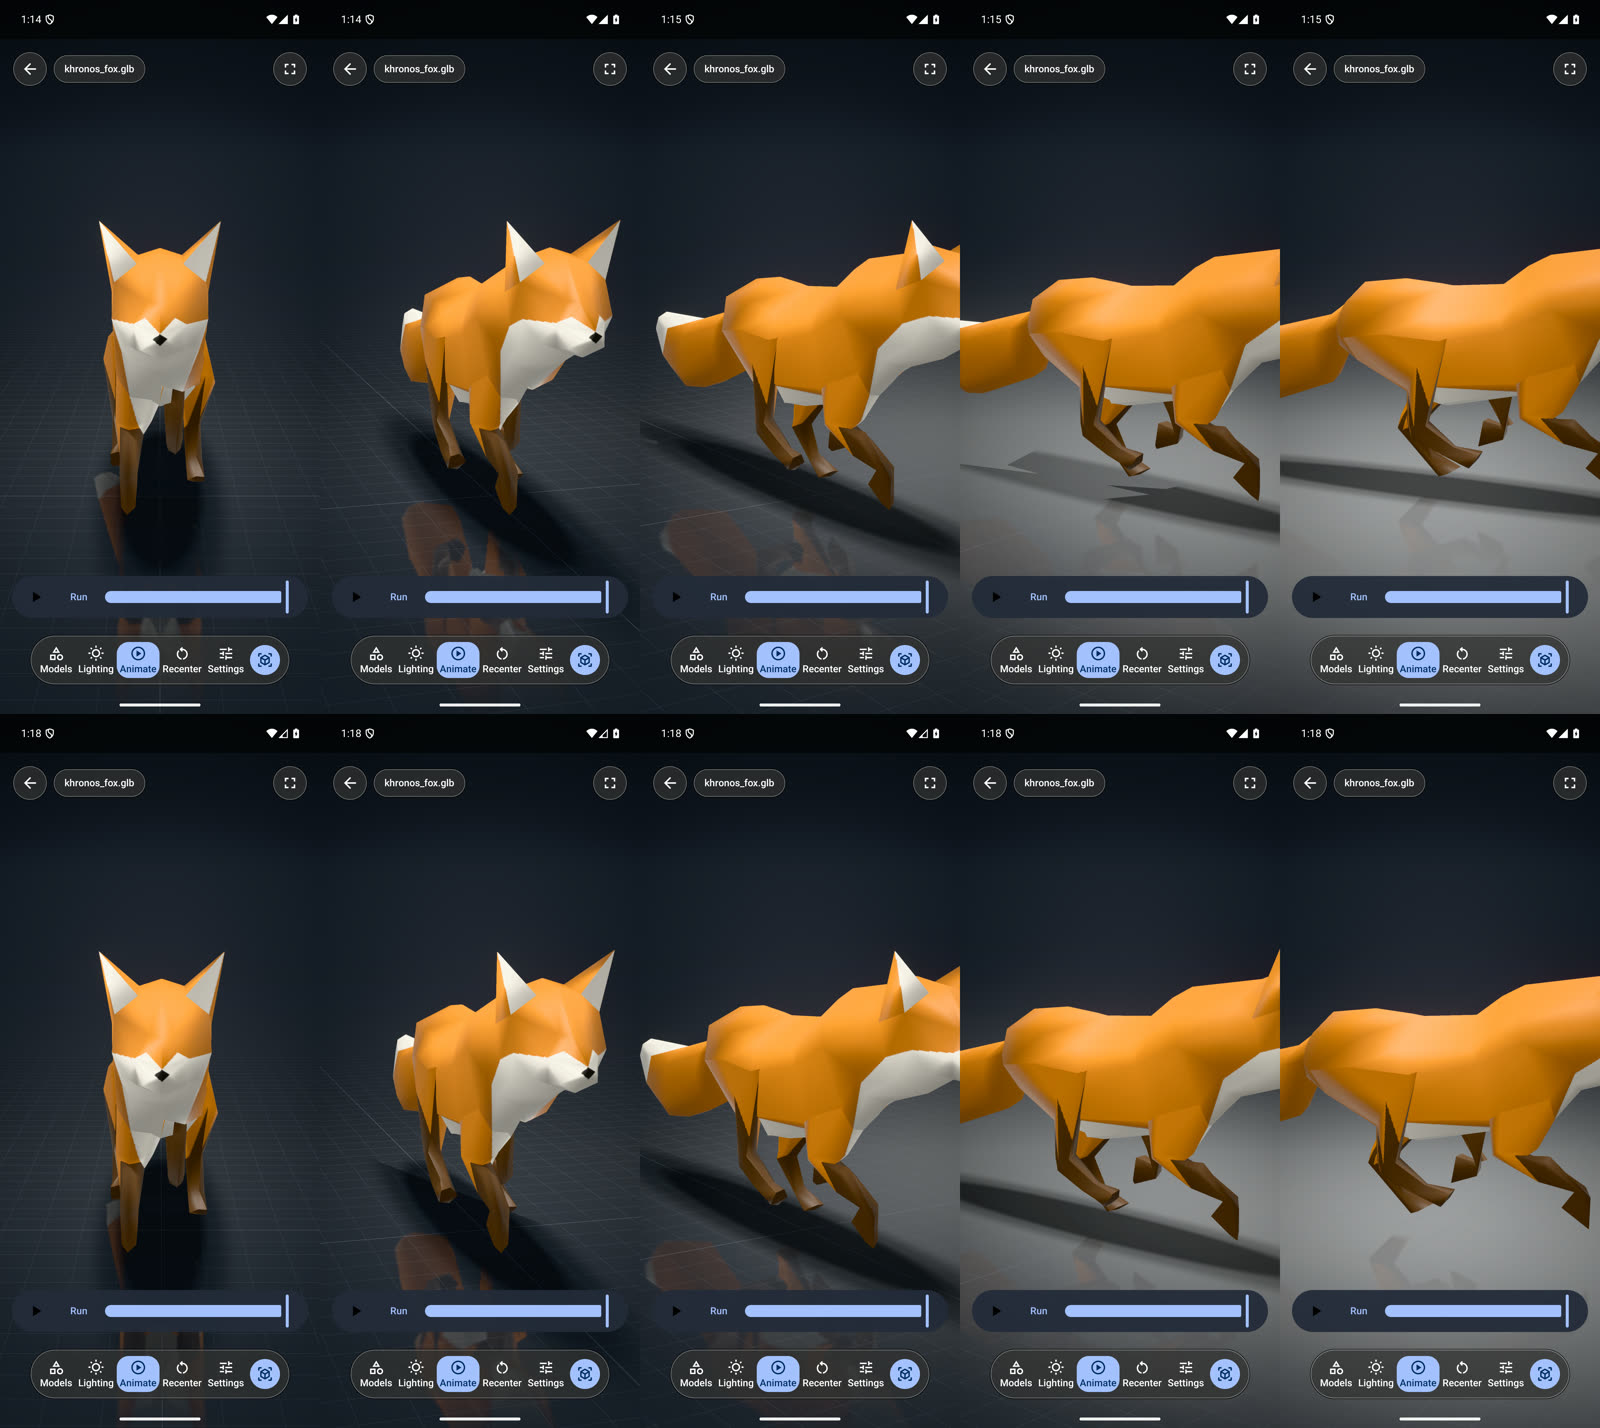 1:14
khronos_fox.glb
Run
Models Lighting Animate Recenter Settings
1:14
khronos_fox.glb
Run
Models Lighting Animate Recenter Settings
1:15
khronos_fox.glb
Run
Models Lighting Animate Recenter Settings
1:15
khronos_fox.glb
Run
Models Lighting Animate Recenter Settings
1:15
khronos_fox.glb
Run
Models Lighting Animate Recenter Settings
1:18
khronos_fox.glb
Run
Models Lighting Animate Recenter Settings
1:18
khronos_fox.glb
Run
Models Lighting Animate Recenter Settings
1:18
khronos_fox.glb
Run
Models Lighting Animate Recenter Settings
1:18
khronos_fox.glb
Run
Models Lighting Animate Recenter Settings
1:18
khronos_fox.glb
Run
Models Lighting Animate Recenter Settings